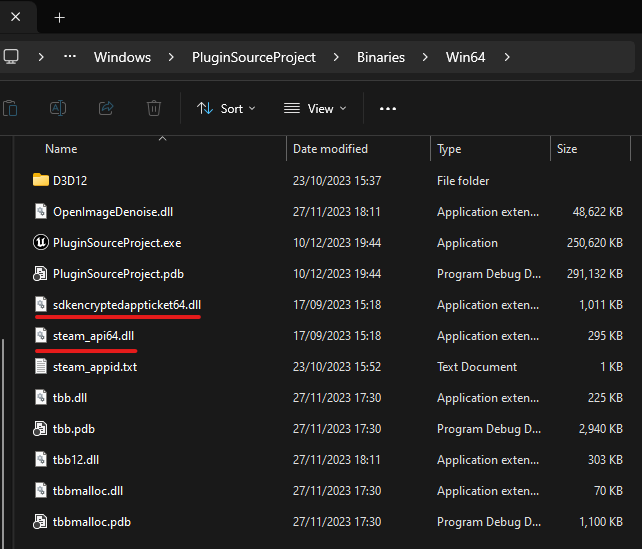 Windows > PluginSourceProject > Binaries > Win64 >
Sort View
Name Date modified Type Size
D3D12 23/10/2023 15:37 File folder
OpenImageDenoise.dll 27/11/2023 18:11 Application exten... 48,622 KB
PluginSourceProject.exe 10/12/2023 19:44 Application 250,620 KB
PluginSourceProject.pdb 10/12/2023 19:44 Program Debug D... 291,132 KB
sdkencryptedappticket64.dll 17/09/2023 15:18 Application exten... 1,011 KB
steam_api64.dll 17/09/2023 15:18 Application exten... 295 KB
steam_appid.txt 23/10/2023 15:52 Text Document 1 KB
tbb.dll 27/11/2023 17:30 Application exten... 225 KB
tbb.pdb 27/11/2023 17:30 Program Debug D... 2,940 KB
tbb12.dll 27/11/2023 18:11 Application exten... 303 KB
tbbmalloc.dll 27/11/2023 17:30 Application exten... 70 KB
tbbmalloc.pdb 27/11/2023 17:30 Program Debug D... 1,100 KB